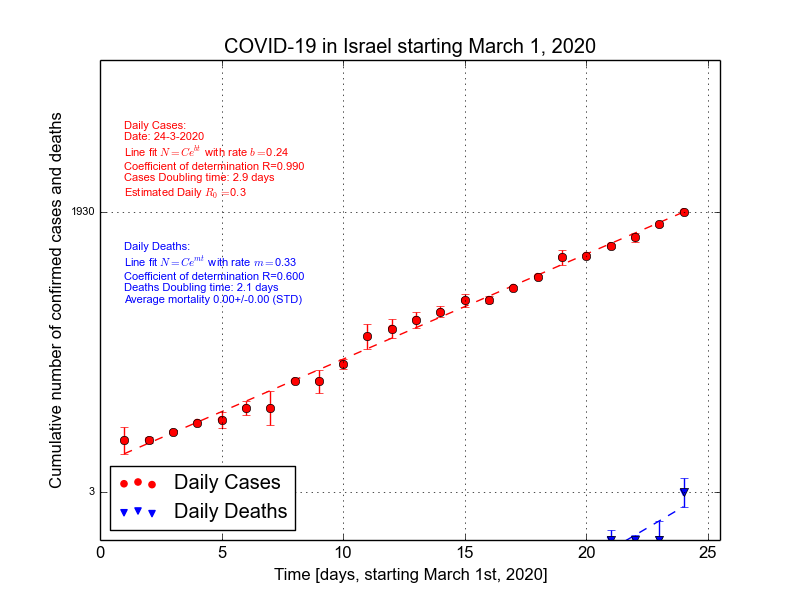 COVID-19 in Israel starting March 1, 2020
Cumulative number of confirmed cases and deaths
Daily Cases:
Date: 24-3-2020
Line fit N = Ce^{bt} with rate b =0.24
Coefficient of determination R=0.990
Cases Doubling time: 2.9 days
Estimated Daily R_0 =0.3
1930
Daily Deaths:
Line fit N = Ce^{mt} with rate m =0.33
Coefficient of determination R=0.600
Deaths Doubling time: 2.1 days
Average mortality 0.00+/-0.00 (STD)
3
Daily Cases
Daily Deaths
0 5 10 15 20 25
Time [days, starting March 1st, 2020]